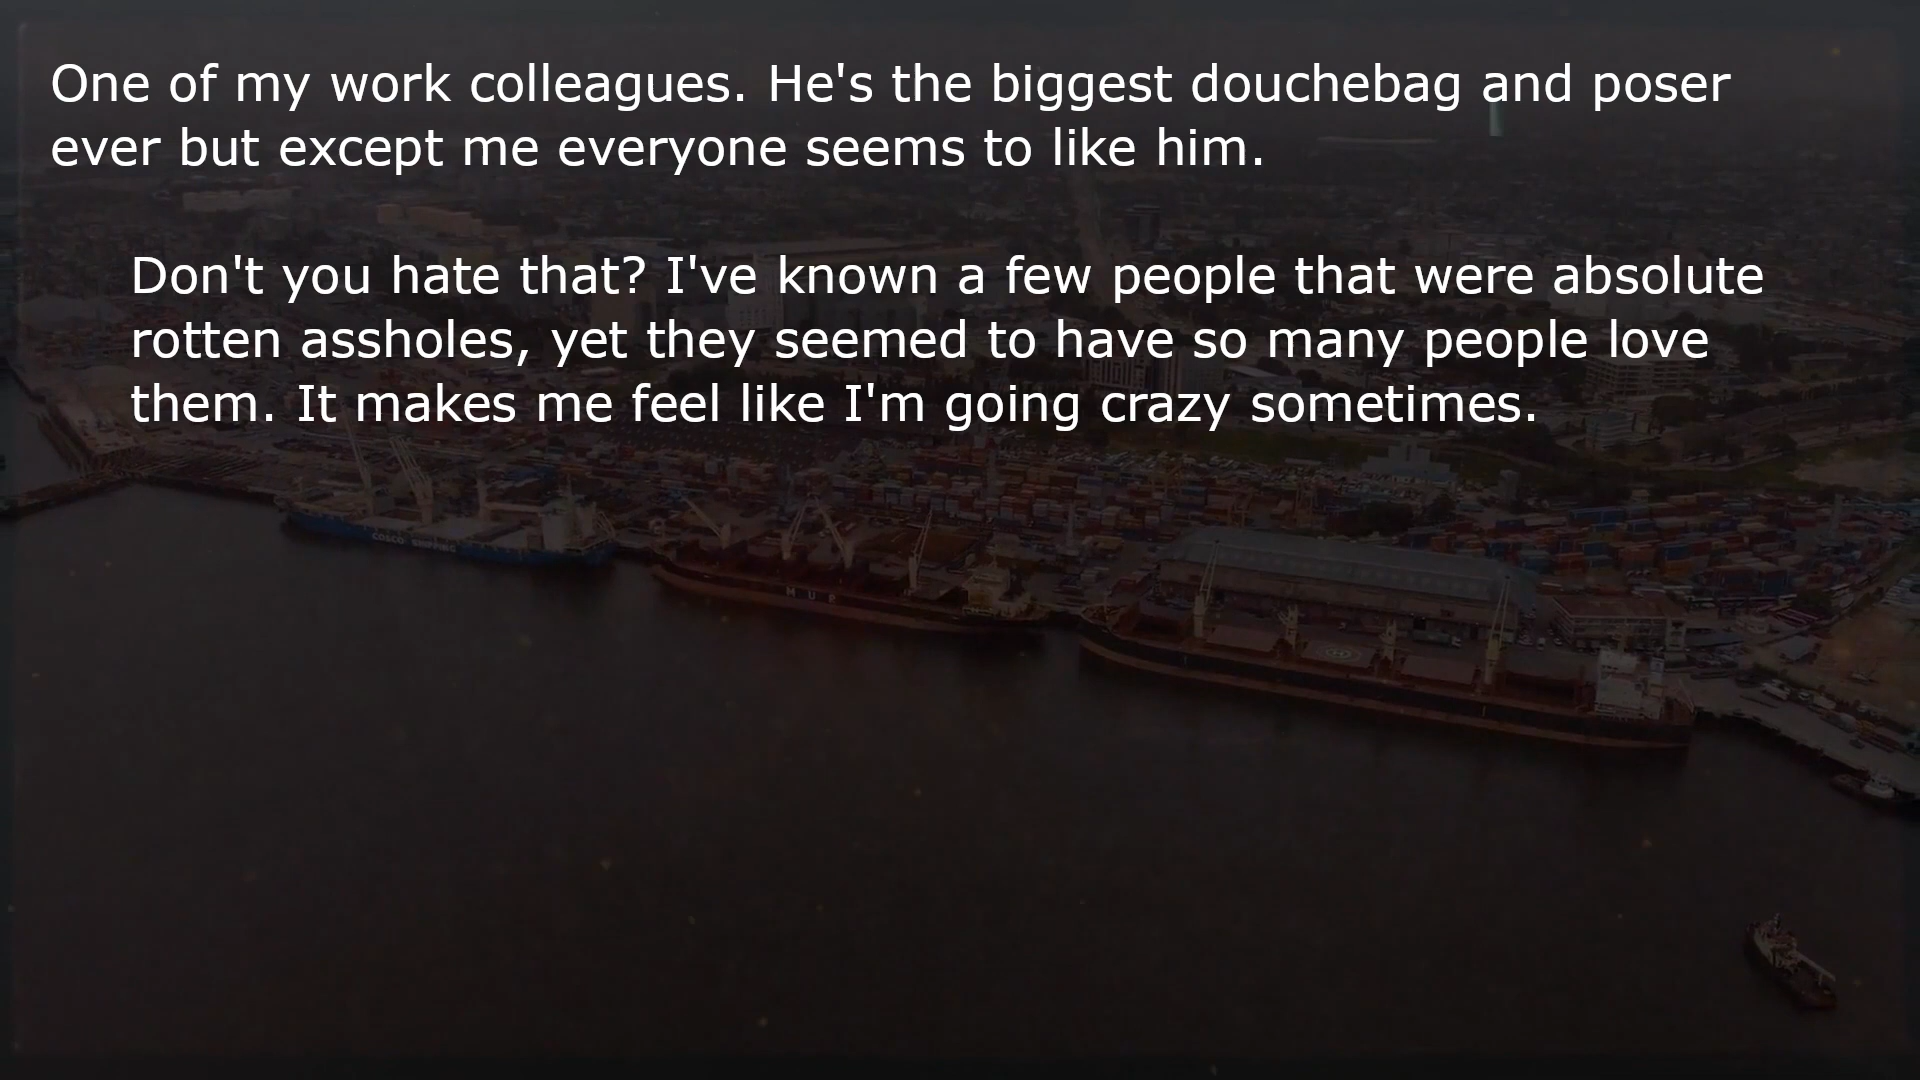 One of my work colleagues. He's the biggest douchebag and poser
ever but except me everyone seems to like him.
Don't you hate that? I've known a few people that were absolute
rotten assholes, yet they seemed to have so many people love
them. It makes me feel like I'm going crazy sometimes.
COSCO SHIPPING
M U R